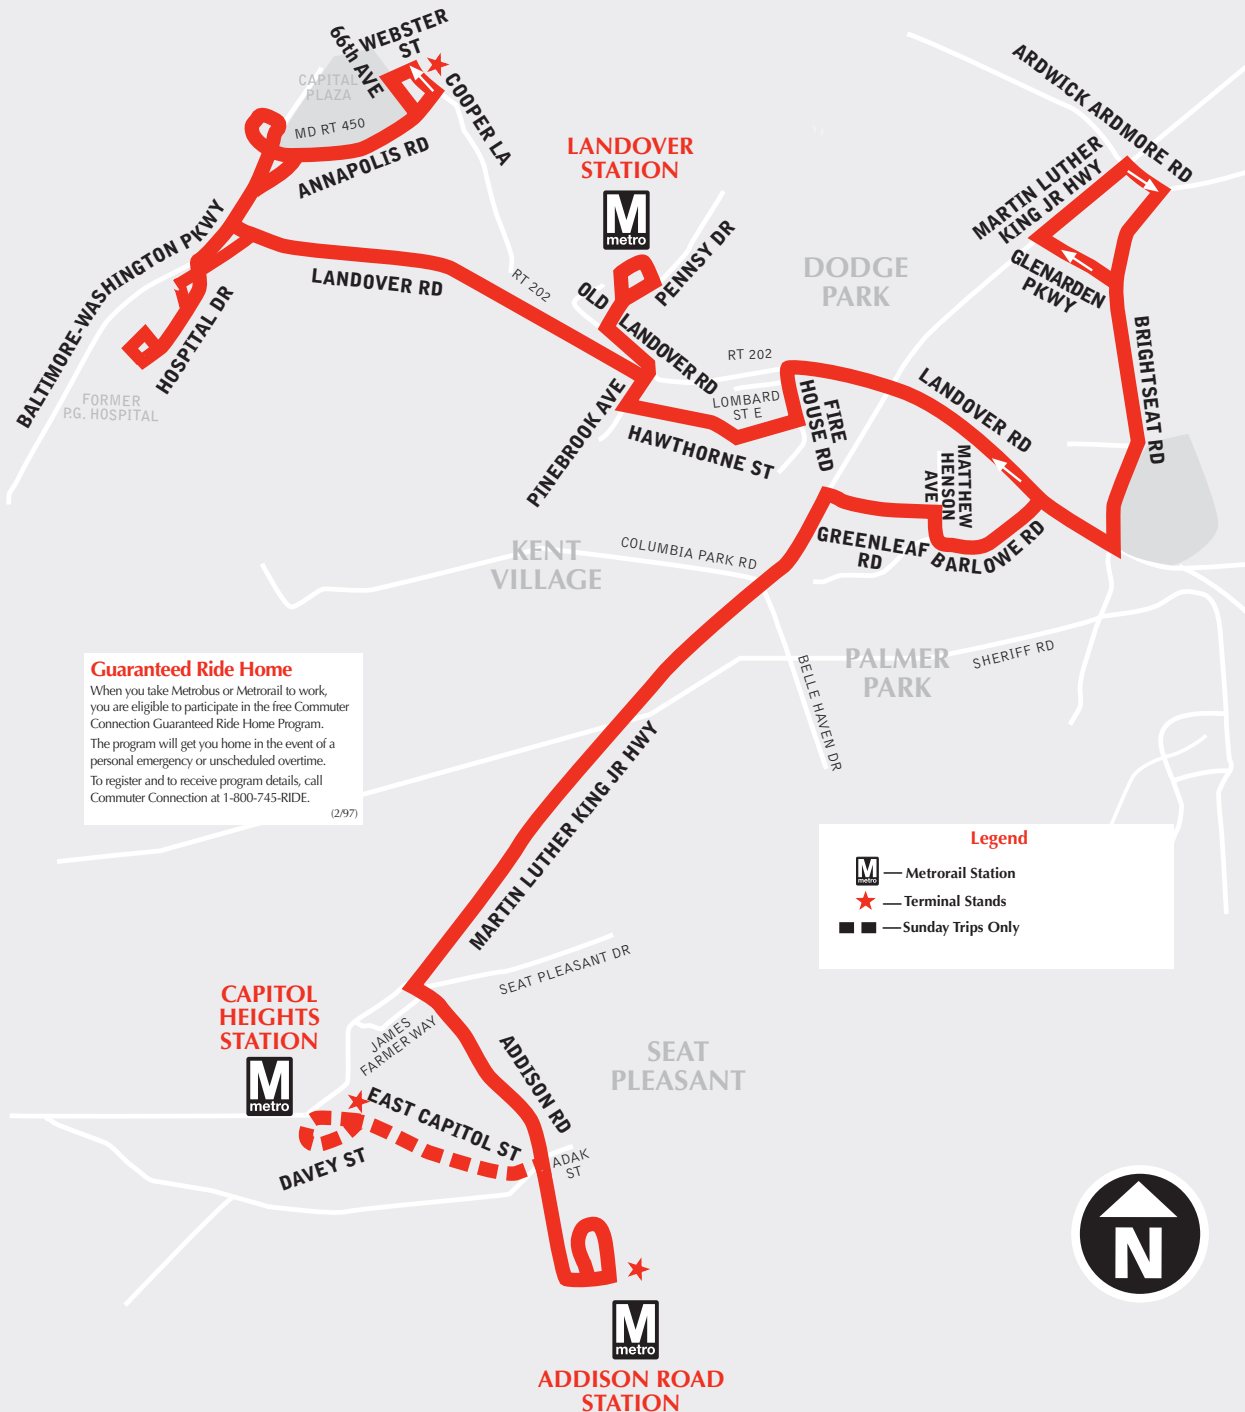 WEBSTER
ST
66th AVE
COOPER LA
CAPITAL
PLAZA
MD RT 450
ANNAPOLIS RD
ARDWICK ARDMORE RD
LANDOVER
STATION
M
metro
MARTIN LUTHER
KING JR HWY
GLENARDEN
PKWY
BALTIMORE-WASHINGTON PKWY
LANDOVER RD
RT 202
OLD
LANDOVER RD
PENNSY DR
DODGE
PARK
HOSPITAL DR
FORMER
P.G. HOSPITAL
RT 202
LOMBARD
ST E
FIRE
HOUSE RD
LANDOVER RD
BRIGHTSEAT RD
PINEBROOK AVE
HAWTHORNE ST
MATTHEW
HENSON
AVE
GREENLEAF
RD
BARLOWE RD
KENT
VILLAGE
COLUMBIA PARK RD
PALMER
PARK
SHERIFF RD
BELLE HAVEN DR
Guaranteed Ride Home
When you take Metrobus or Metrorail to work,
you are eligible to participate in the free Commuter
Connection Guaranteed Ride Home Program.
The program will get you home in the event of a
personal emergency or unscheduled overtime.
To register and to receive program details, call
Commuter Connection at 1-800-745-RIDE.
(2/97)
MARTIN LUTHER KING JR HWY
Legend
M
metro
Metrorail Station
Terminal Stands
Sunday Trips Only
SEAT PLEASANT DR
CAPITOL
HEIGHTS
STATION
M
metro
JAMES
FARMER WAY
ADDISON RD
SEAT
PLEASANT
EAST CAPITOL ST
DAVEY ST
ADAK
ST
N
M
metro
ADDISON ROAD
STATION